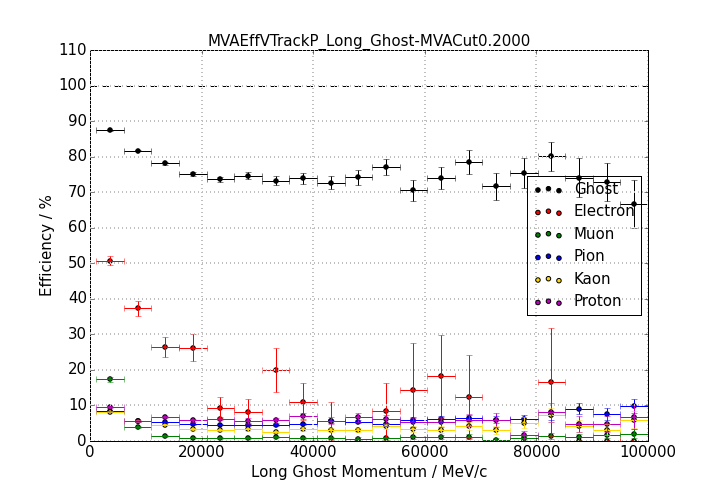 MVAEffVTrackP_Long_Ghost-MVACut0.2000
110
100
90
80
70
60
50
40
30
20
10
0
Efficiency / %
Ghost
Electron
Muon
Pion
Kaon
Proton
0 20000 40000 60000 80000 100000
Long Ghost Momentum / MeV/c